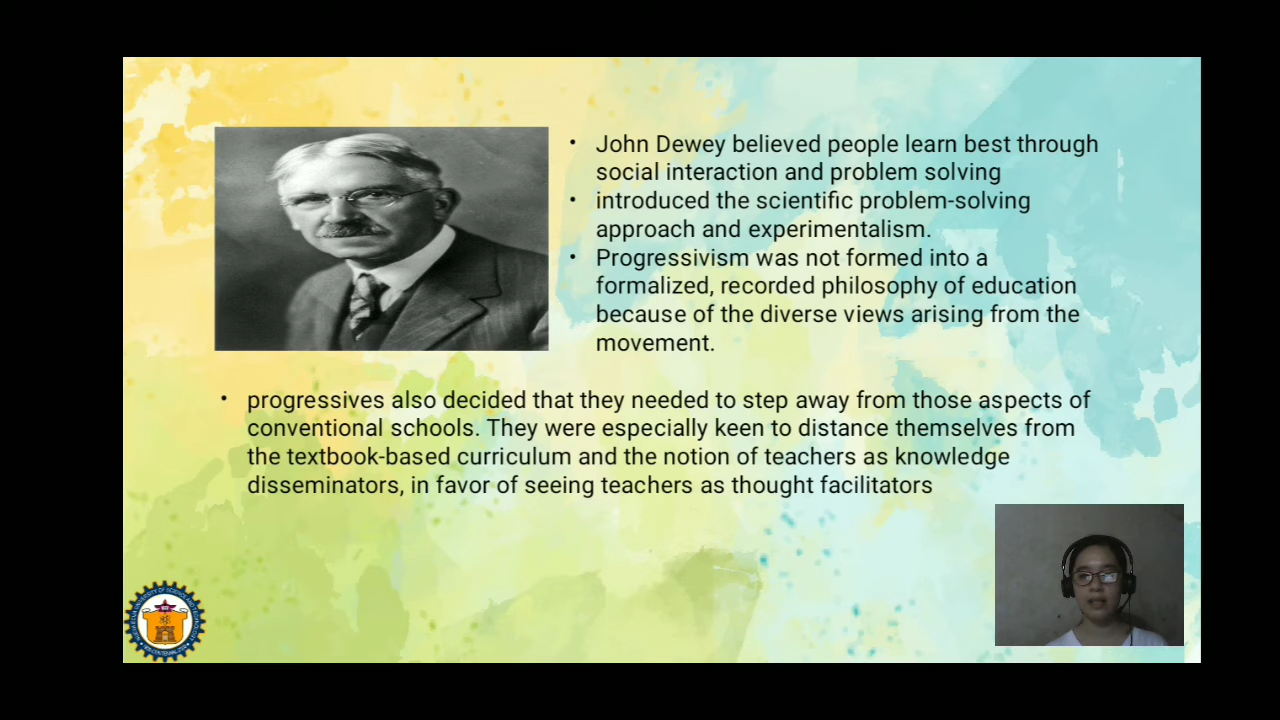 • John Dewey believed people learn best through
social interaction and problem solving
• introduced the scientific problem-solving
approach and experimentalism.
• Progressivism was not formed into a
formalized, recorded philosophy of education
because of the diverse views arising from the
movement.
• progressives also decided that they needed to step away from those aspects of
conventional schools. They were especially keen to distance themselves from
the textbook-based curriculum and the notion of teachers as knowledge
disseminators, in favor of seeing teachers as thought facilitators
UNIVERSITY OF SCIENCE AND